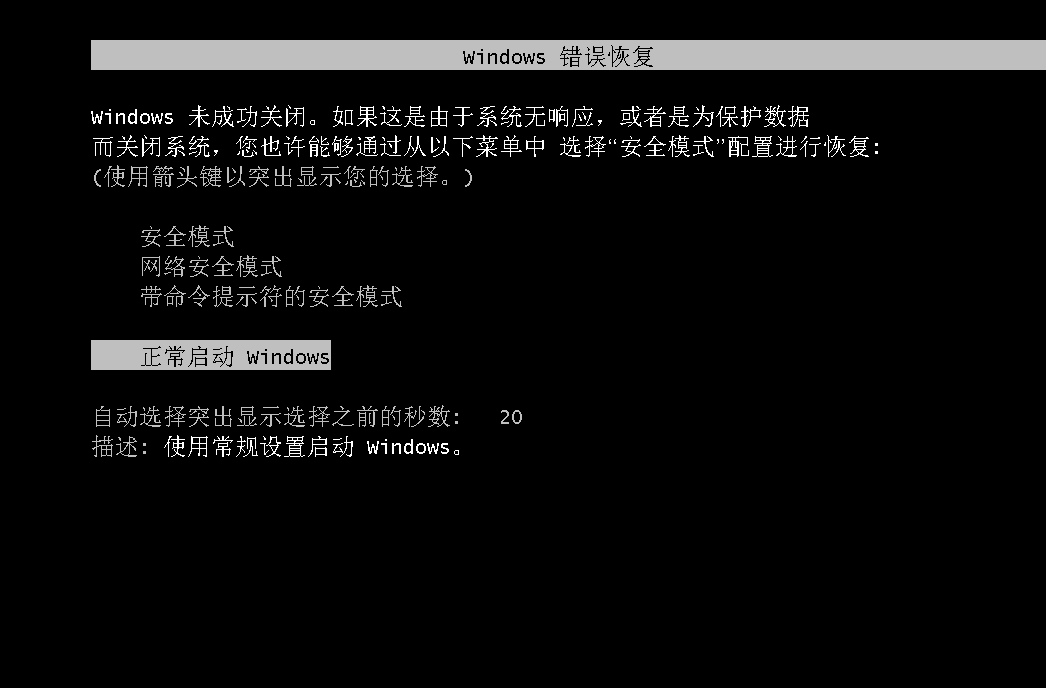 Windows 错误恢复
Windows 未成功关闭。如果这是由于系统无响应，或者是为保护数据
而关闭系统，您也许能够通过从以下菜单中 选择“安全模式”配置进行恢复:
(使用箭头键以突出显示您的选择。)
安全模式
网络安全模式
带命令提示符的安全模式
正常启动 Windows
自动选择突出显示选择之前的秒数: 20
描述: 使用常规设置启动 Windows。